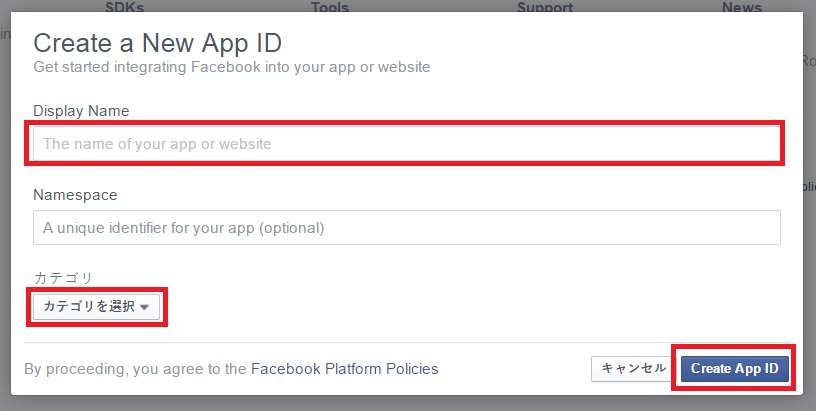 SDKs Tools Support News
Create a New App ID
Get started integrating Facebook into your app or website
Display Name
The name of your app or website
Namespace
A unique identifier for your app (optional)
カテゴリ
カテゴリを選択
By proceeding, you agree to the Facebook Platform Policies キャンセル Create App ID